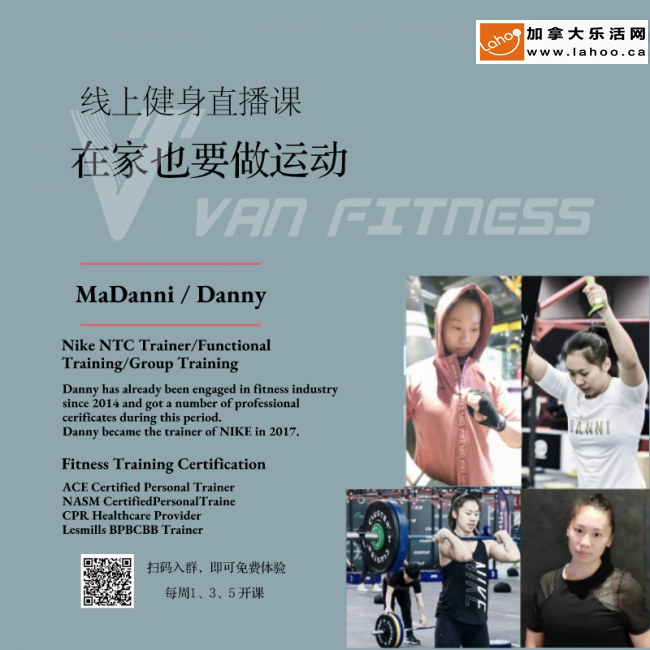 Lahoo
加拿大乐活网
www.lahoo.ca
线上健身直播课
在家也要做运动
VAN FITNESS
MaDanni / Danny
Nike NTC Trainer/Functional
Training/Group Training
Danny has already been engaged in fitness industry
since 2014 and got a number of professional
cerificates during this period.
Danny became the trainer of NIKE in 2017.
Fitness Training Certification
ACE Certified Personal Trainer
NASM CertifiedPersonalTraine
CPR Healthcare Provider
Lesmills BPBCBB Trainer
扫码入群，即可免费体验
每周1、3、5 开课
DANNI
NIKE